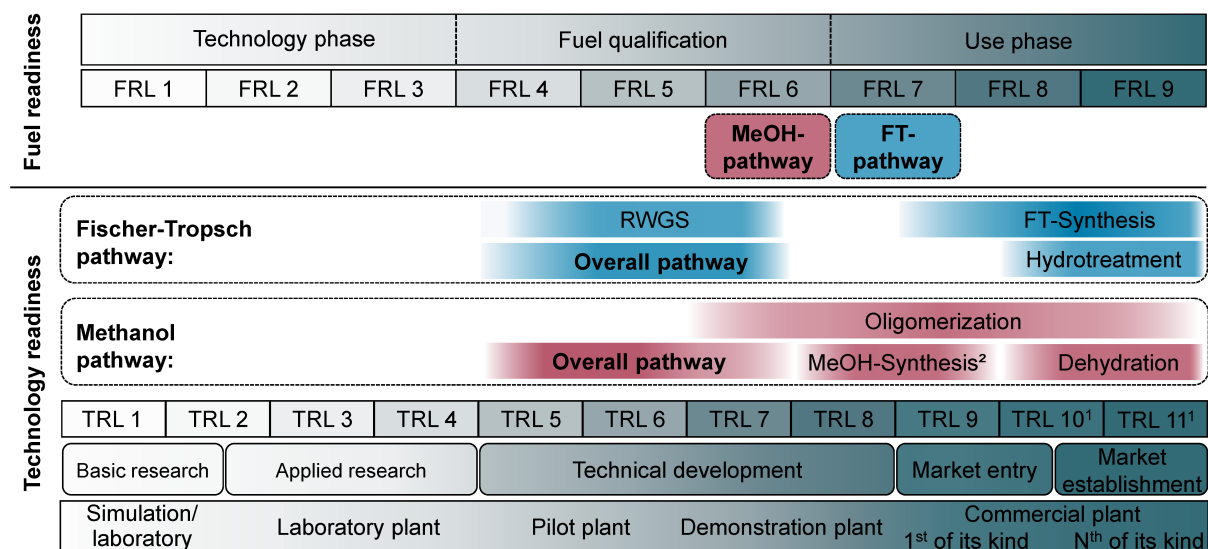 Fuel readiness
Technology phase
Fuel qualification
Use phase
FRL 1
FRL 2
FRL 3
FRL 4
FRL 5
FRL 6
FRL 7
FRL 8
FRL 9
MeOH-
pathway
FT-
pathway
Technology readiness
Fischer-Tropsch
pathway:
RWGS
FT-Synthesis
Overall pathway
Hydrotreatment
Methanol
pathway:
Oligomerization
Overall pathway
MeOH-Synthesis²
Dehydration
TRL 1
TRL 2
TRL 3
TRL 4
TRL 5
TRL 6
TRL 7
TRL 8
TRL 9
TRL 10¹
TRL 11¹
Basic research
Applied research
Technical development
Market entry
Market
establishment
Simulation/
laboratory
Laboratory plant
Pilot plant
Demonstration plant
Commercial plant
1st of its kind
Nth of its kind